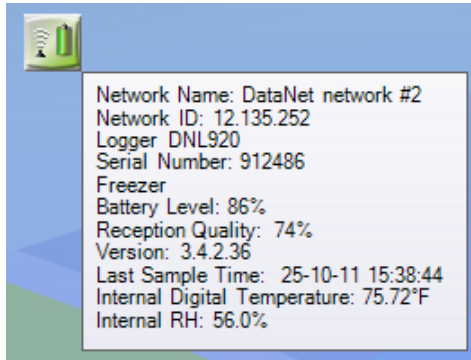 Network Name: DataNet network #2
Network ID: 12.135.252
Logger DNL920
Serial Number: 912486
Freezer
Battery Level: 86%
Reception Quality: 74%
Version: 3.4.2.36
Last Sample Time: 25-10-11 15:38:44
Internal Digital Temperature: 75.72°F
Internal RH: 56.0%